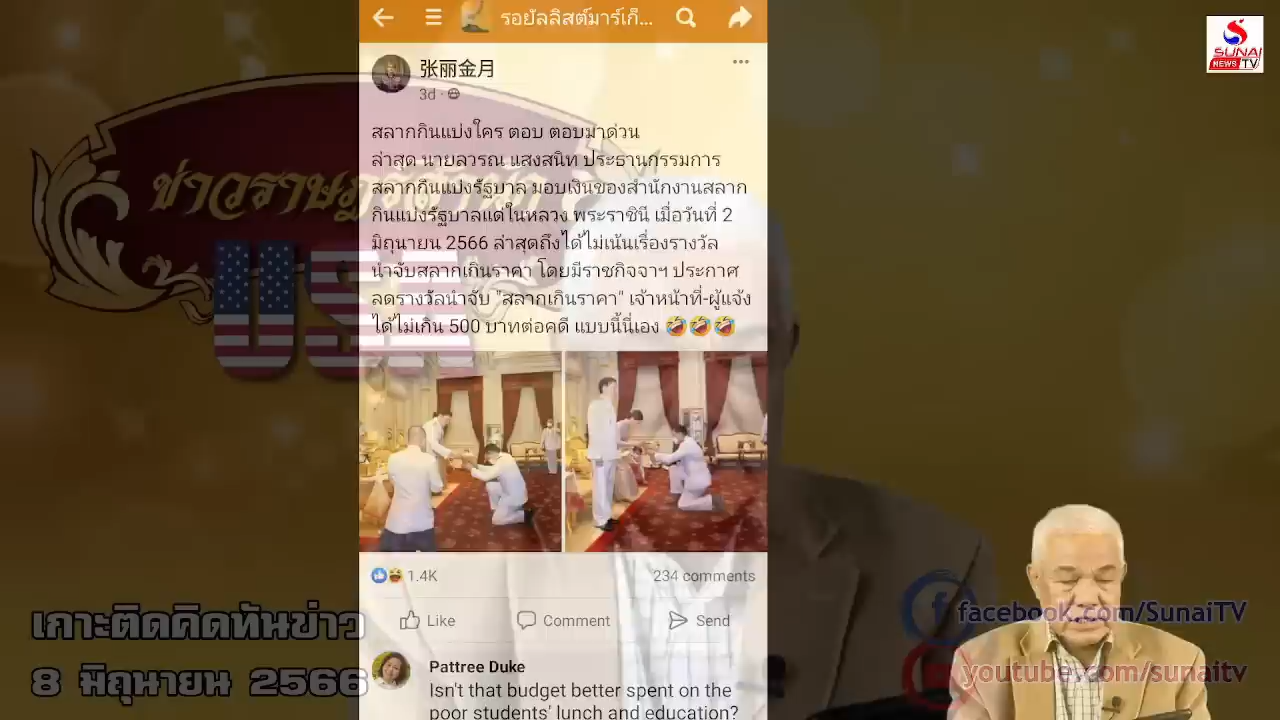 รอยัลลิสต์มาร์เก็...
SUNAI
NEWS TV
张丽金月
3d
สลากกินแบ่งใคร ตอบ ตอบมาด่วน
ล่าสุด นายลวรณ แสงสนิท ประธานกรรมการ
สลากกินแบ่งรัฐบาล มอบเงินของสำนักงานสลาก
กินแบ่งรัฐบาลแด่ในหลวง พระราชินี เมื่อวันที่ 2
มิถุนายน 2566 ล่าสุดถึงได้ไม่เน้นเรื่องรางวัล
นำจับสลากเกินราคา โดยมีราชกิจจาฯ ประกาศ
ลดรางวัลนำจับ "สลากเกินราคา" เจ้าหน้าที่-ผู้แจ้ง
ได้ไม่เกิน 500 บาทต่อคดี แบบนี้นี่เอง 🤣🤣🤣
ข่าวราษฎร
USA
1.4K
234 comments
Like
Comment
Send
Pattree Duke
Isn't that budget better spent on the
poor students' lunch and education?
เกาะติดคิดทันข่าว
8 มิถุนายน 2566
facebook.com/SunaiTV
youtube.com/sunaitv